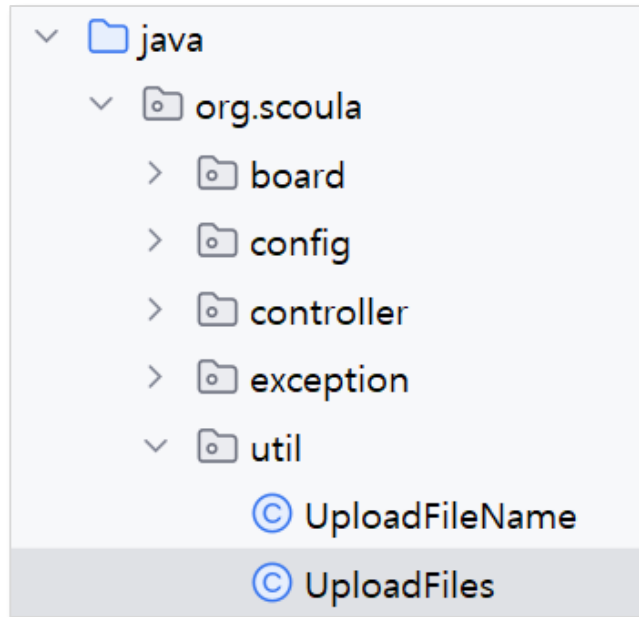 java
org.scoula
board
config
controller
exception
util
UploadFileName
UploadFiles